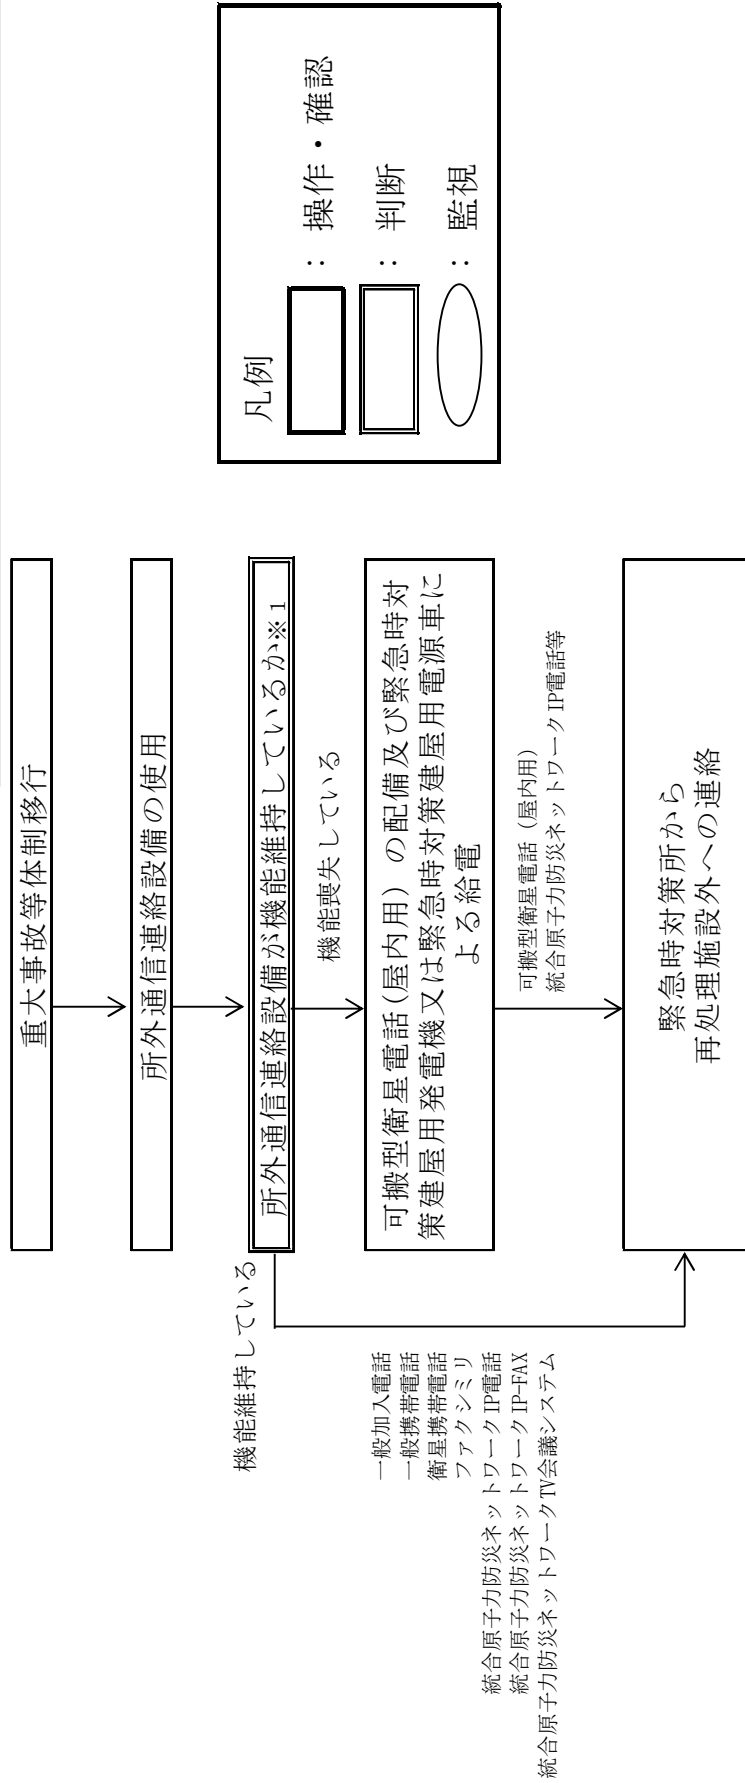 重大事故等体制移行
所外通信連絡設備の使用
所外通信連絡設備が機能維持しているか※1
機能維持している
機能喪失している
可搬型衛星電話(屋内用)の配備及び緊急時対
策建屋用発電機又は緊急時対策建屋用電源車に
よる給電
一般加入電話
一般携帯電話
衛星携帯電話
ファクシミリ
統合原子力防災ネットワークIP電話
統合原子力防災ネットワークIP-FAX
統合原子力防災ネットワークTV会議システム
可搬型衛星電話（屋内用）
統合原子力防災ネットワークIP電話等
緊急時対策所から
再処理施設外への連絡
凡例
：操作・確認
：判断
：監視